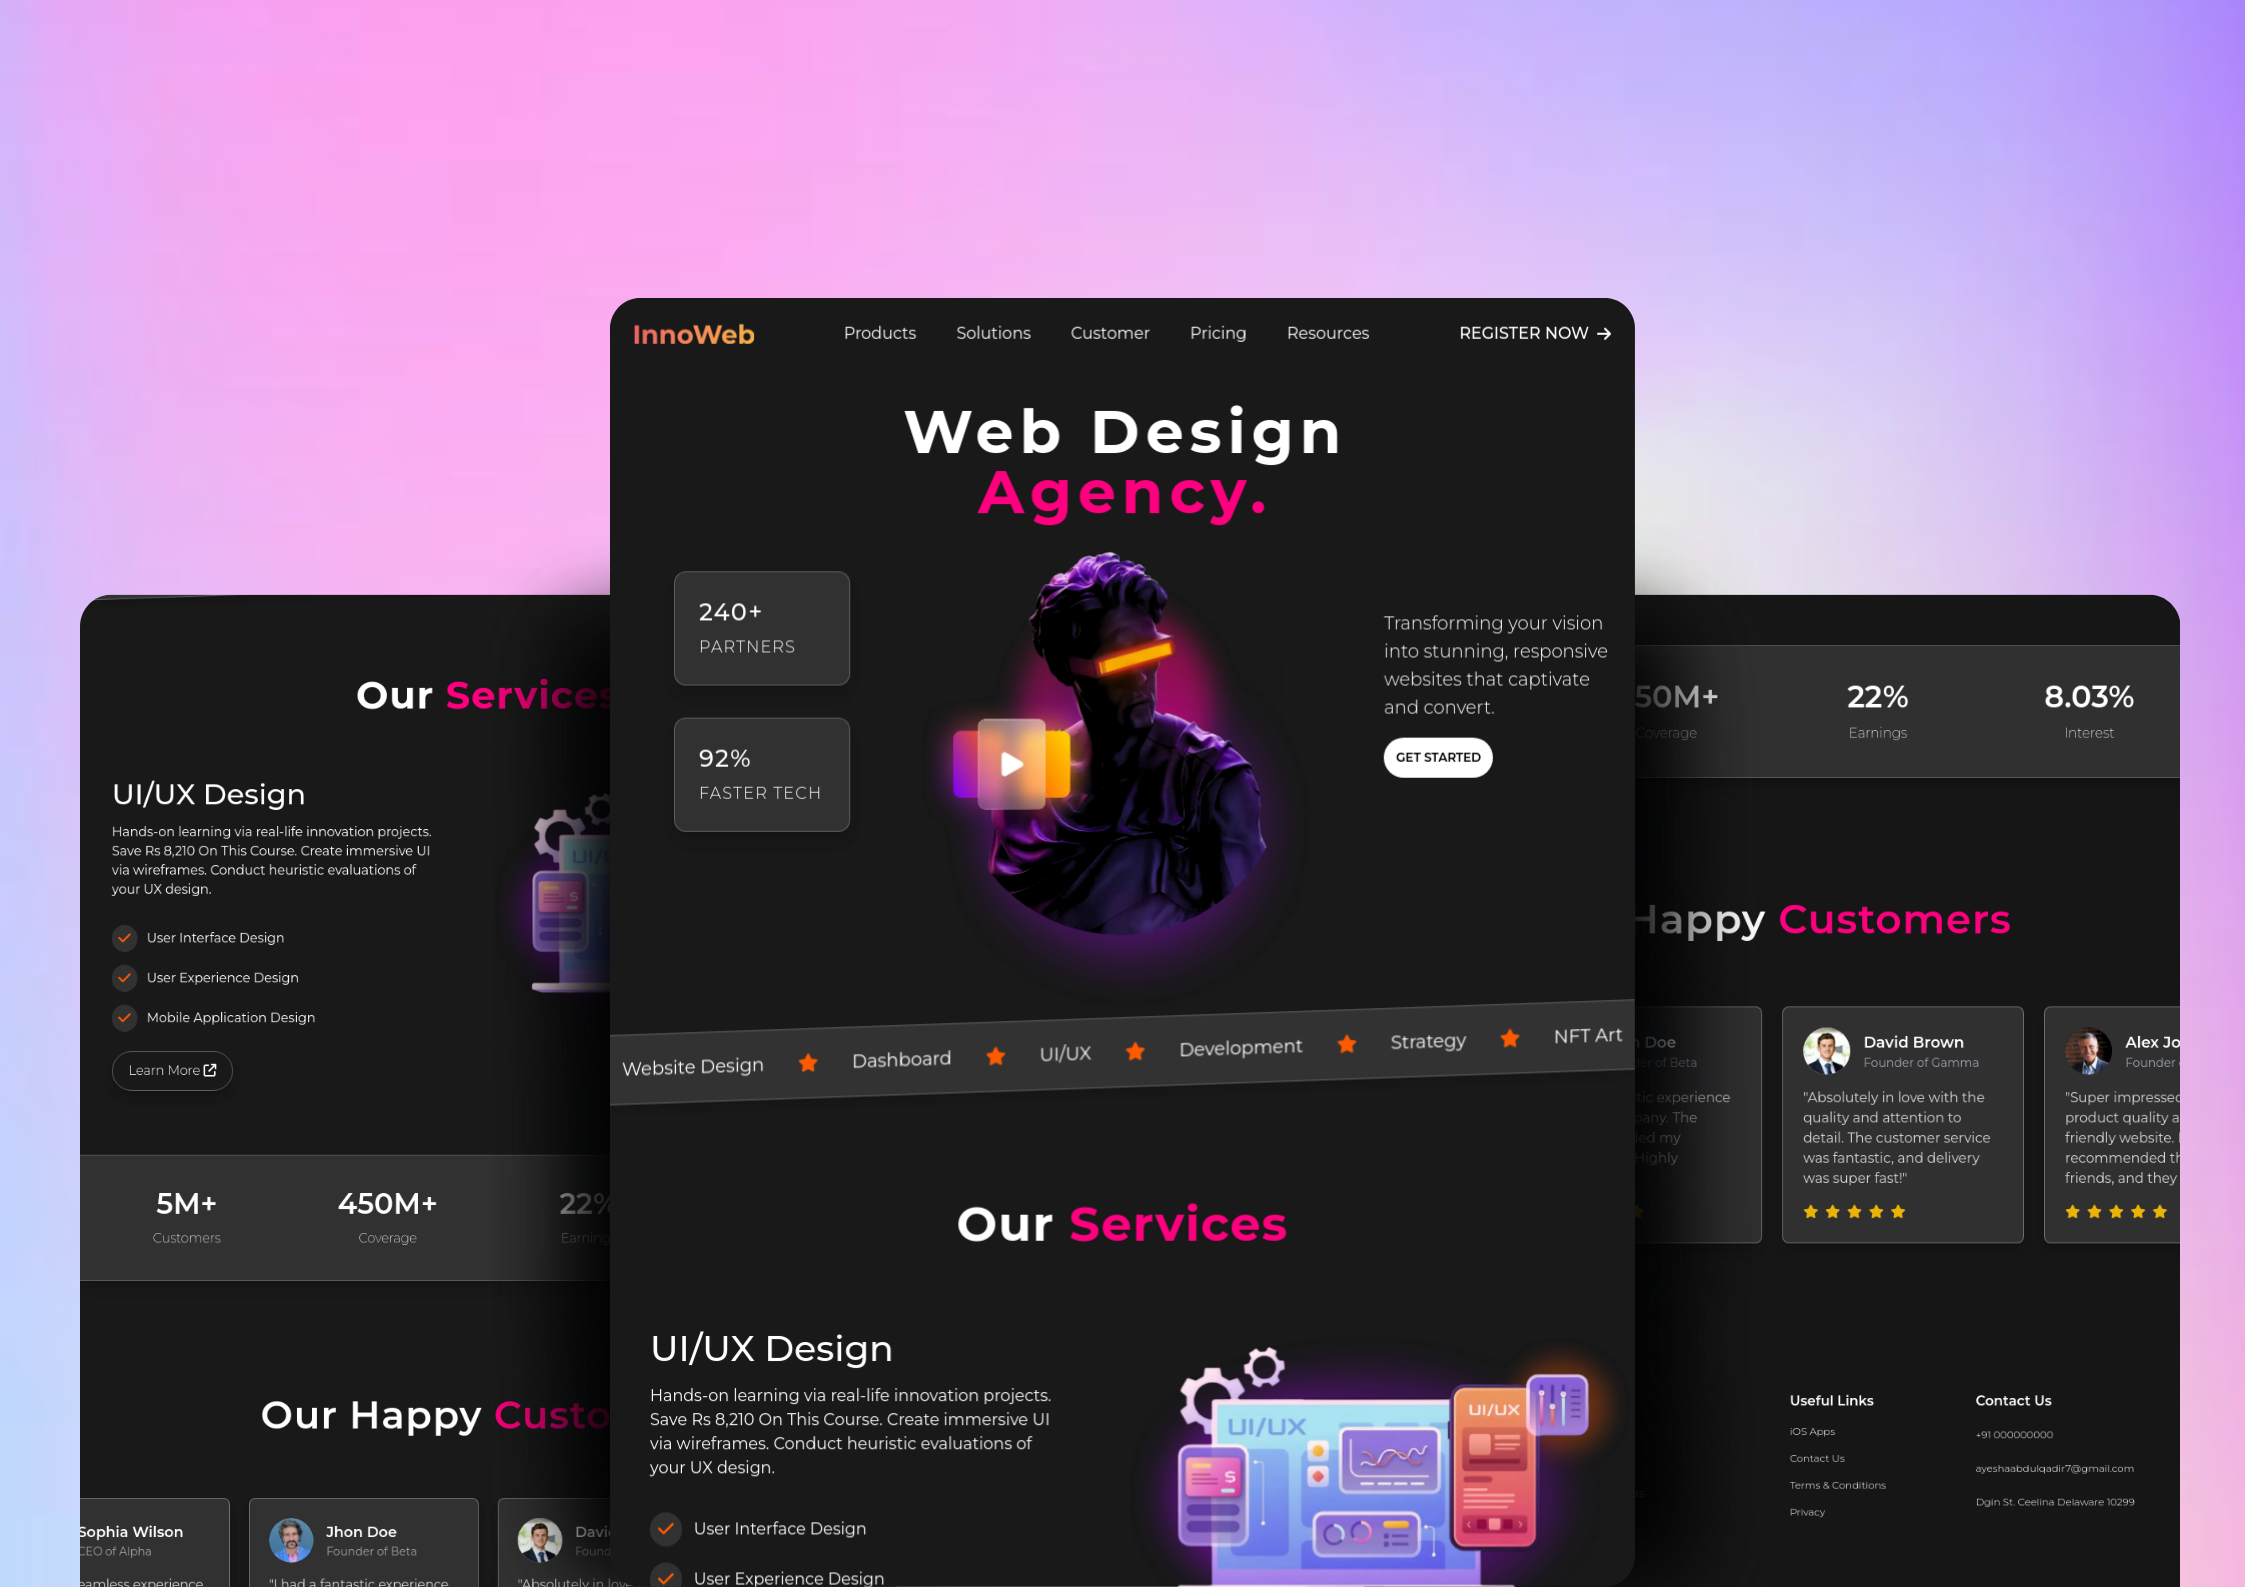 InnoWeb
Products
Solutions
Customer
Pricing
Resources
REGISTER NOW
Web Design
Agency.
240+
PARTNERS
92%
FASTER TECH
Transforming your vision
into stunning, responsive
websites that captivate
and convert.
GET STARTED
Website Design
Dashboard
UI/UX
Development
Strategy
NFT Art
Our Services
UI/UX Design
Hands-on learning via real-life innovation projects.
Save Rs 8,210 On This Course. Create immersive UI
via wireframes. Conduct heuristic evaluations of
your UX design.
User Interface Design
User Experience Design
UI/UX
UI/UX
S
Our Services
UI/UX Design
Hands-on learning via real-life innovation projects.
Save Rs 8,210 On This Course. Create immersive UI
via wireframes. Conduct heuristic evaluations of
your UX design.
User Interface Design
User Experience Design
Mobile Application Design
Learn More
UI/U
S
5M+
Customers
450M+
Coverage
22%
Earning
Our Happy Custo
Sophia Wilson
CEO of Alpha
eamless experience
Jhon Doe
Founder of Beta
"I had a fantastic experience
Davi
Found
"Absolutely in love
50M+
Coverage
22%
Earnings
8.03%
Interest
Happy Customers
Doe
of Beta
tic experience
pany. The
ded my
Highly
David Brown
Founder of Gamma
"Absolutely in love with the
quality and attention to
detail. The customer service
was fantastic, and delivery
was super fast!"
Alex Jo
Founder
"Super impressed
product quality a
friendly website.
recommended th
friends, and they
Useful Links
iOS Apps
Contact Us
Terms & Conditions
Privacy
Contact Us
+91 000000000
ayeshaabdulqadir7@gmail.com
Dgin St. Ceelina Delaware 10299